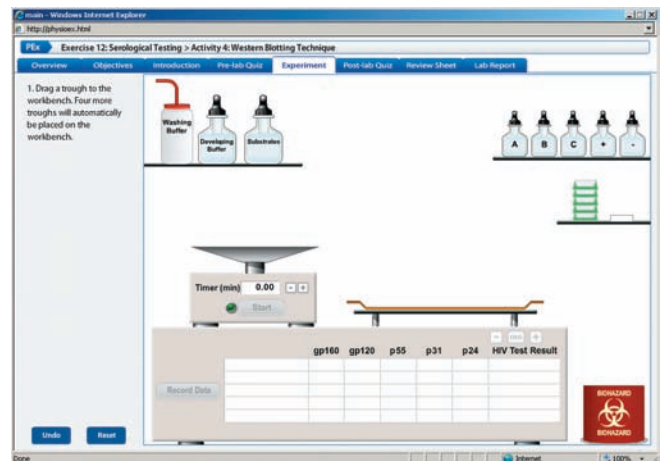 main - Windows Internet Explorer
http://physioex.html
PEx Exercise 12: Serological Testing > Activity 4: Western Blotting Technique
Overview Objectives Introduction Pre-lab Quiz Experiment Post-lab Quiz Review Sheet Lab Report
1. Drag a trough to the
workbench. Four more
troughs will automatically
be placed on the
workbench.
Washing
Buffer
Developing
Buffer
Substrates
A B C + -
Timer (min) 0.00 - +
Start
- +
gp160 gp120 p55 p31 p24 HIV Test Result
Record Data
BIOHAZARD
BIOHAZARD
Undo Reset
Done Internet 100%